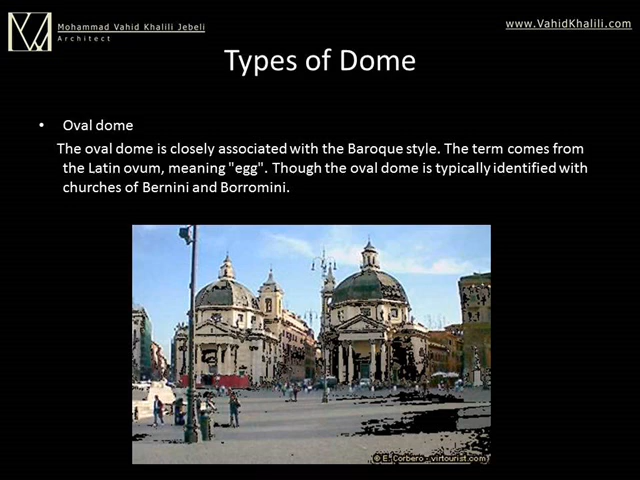 Mohammad Vahid Khalili Jebeli
Architect
www.VahidKhalili.com
Types of Dome
• Oval dome
The oval dome is closely associated with the Baroque style. The term comes from
the Latin ovum, meaning "egg". Though the oval dome is typically identified with
churches of Bernini and Borromini.
© E. Corbero - virtourist.com